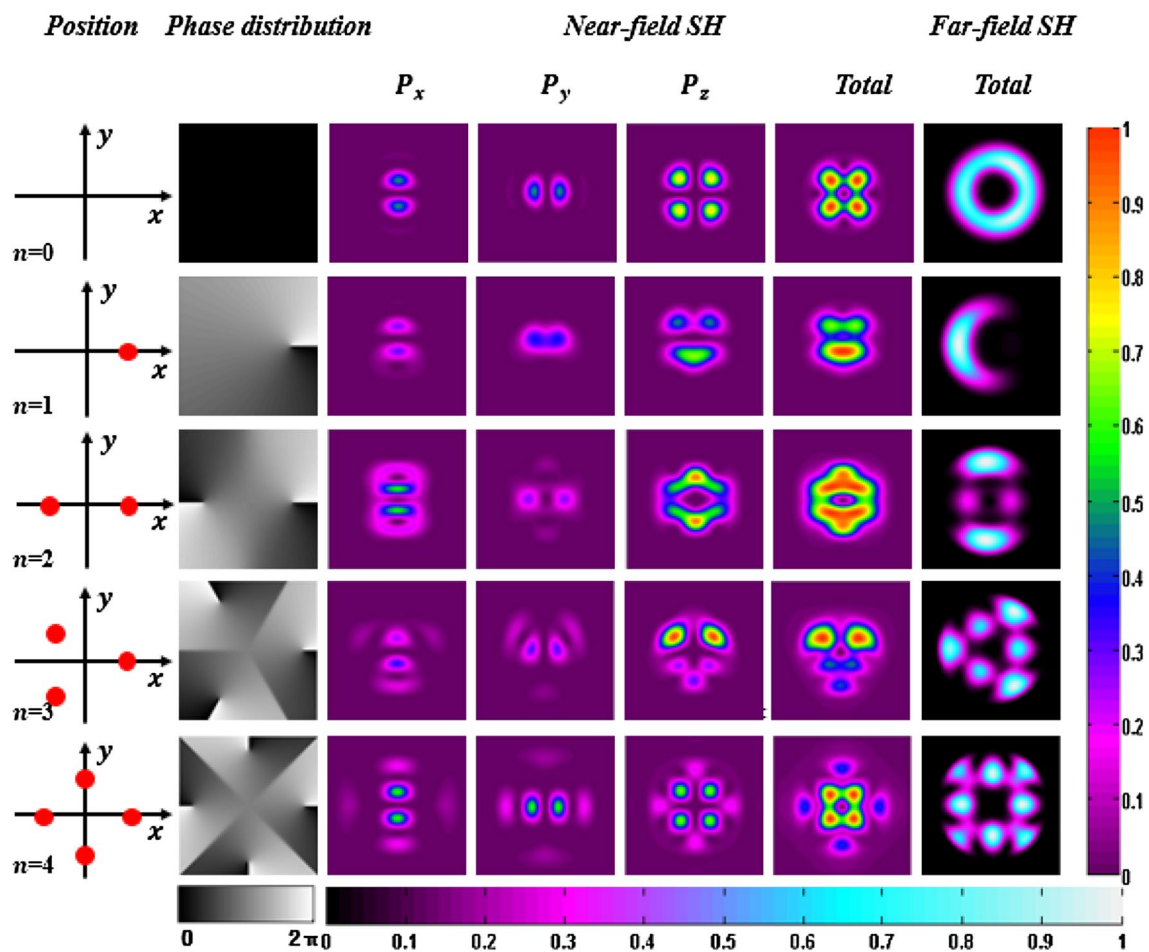 Position Phase distribution Near-field SH Far-field SH
Px Py Pz Total Total
y
x
n=0
y
x
n=1
y
x
n=2
y
x
n=3
y
x
n=4
1
0.9
0.8
0.7
0.6
0.5
0.4
0.3
0.2
0.1
0
0 2π
0 0.1 0.2 0.3 0.4 0.5 0.6 0.7 0.8 0.9 1